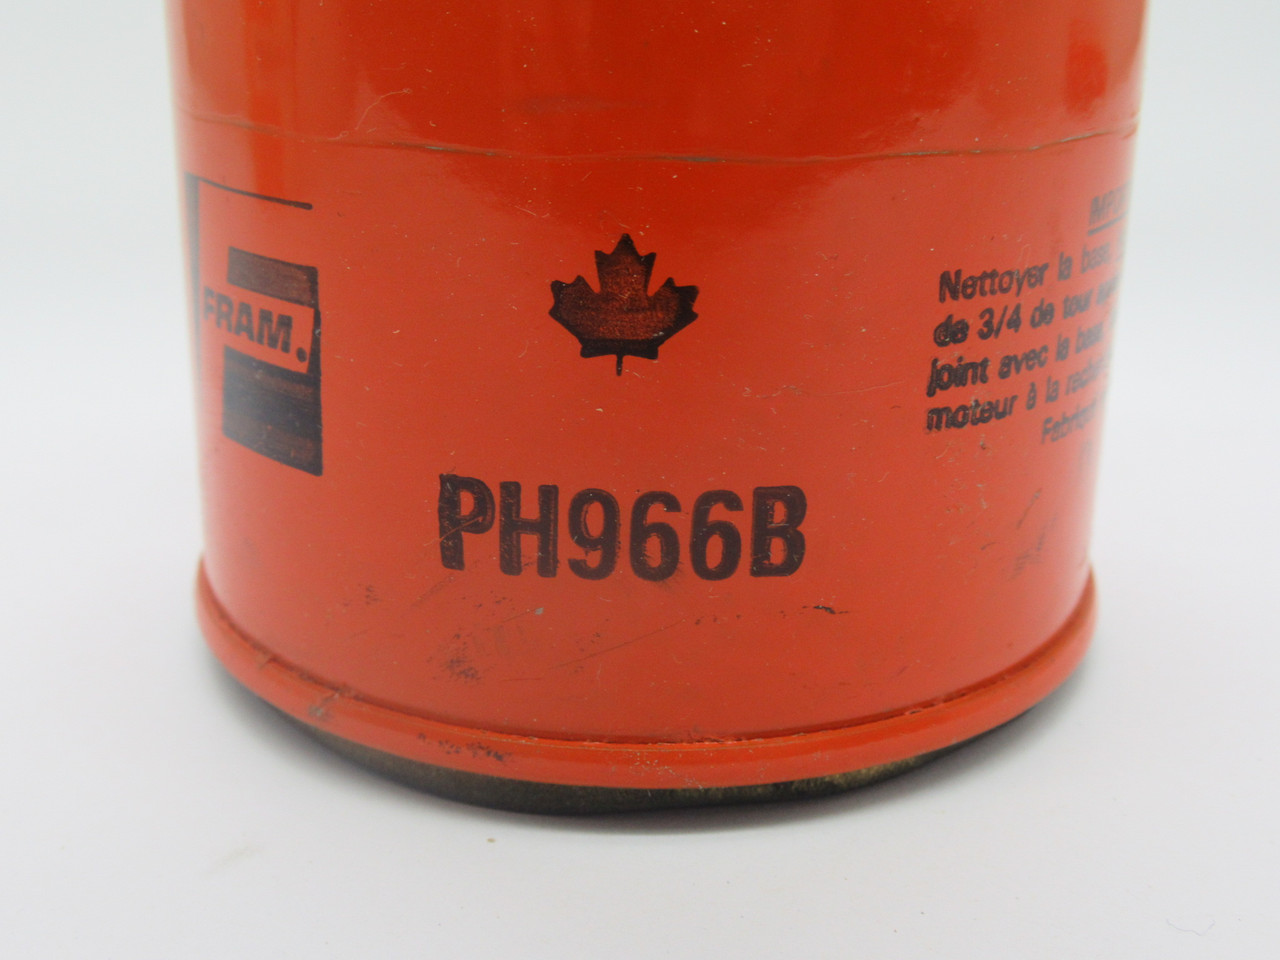 FRAM.
PH966B
Nettoyer la base
de 3/4 de tour
joint avec la base
moteur à la